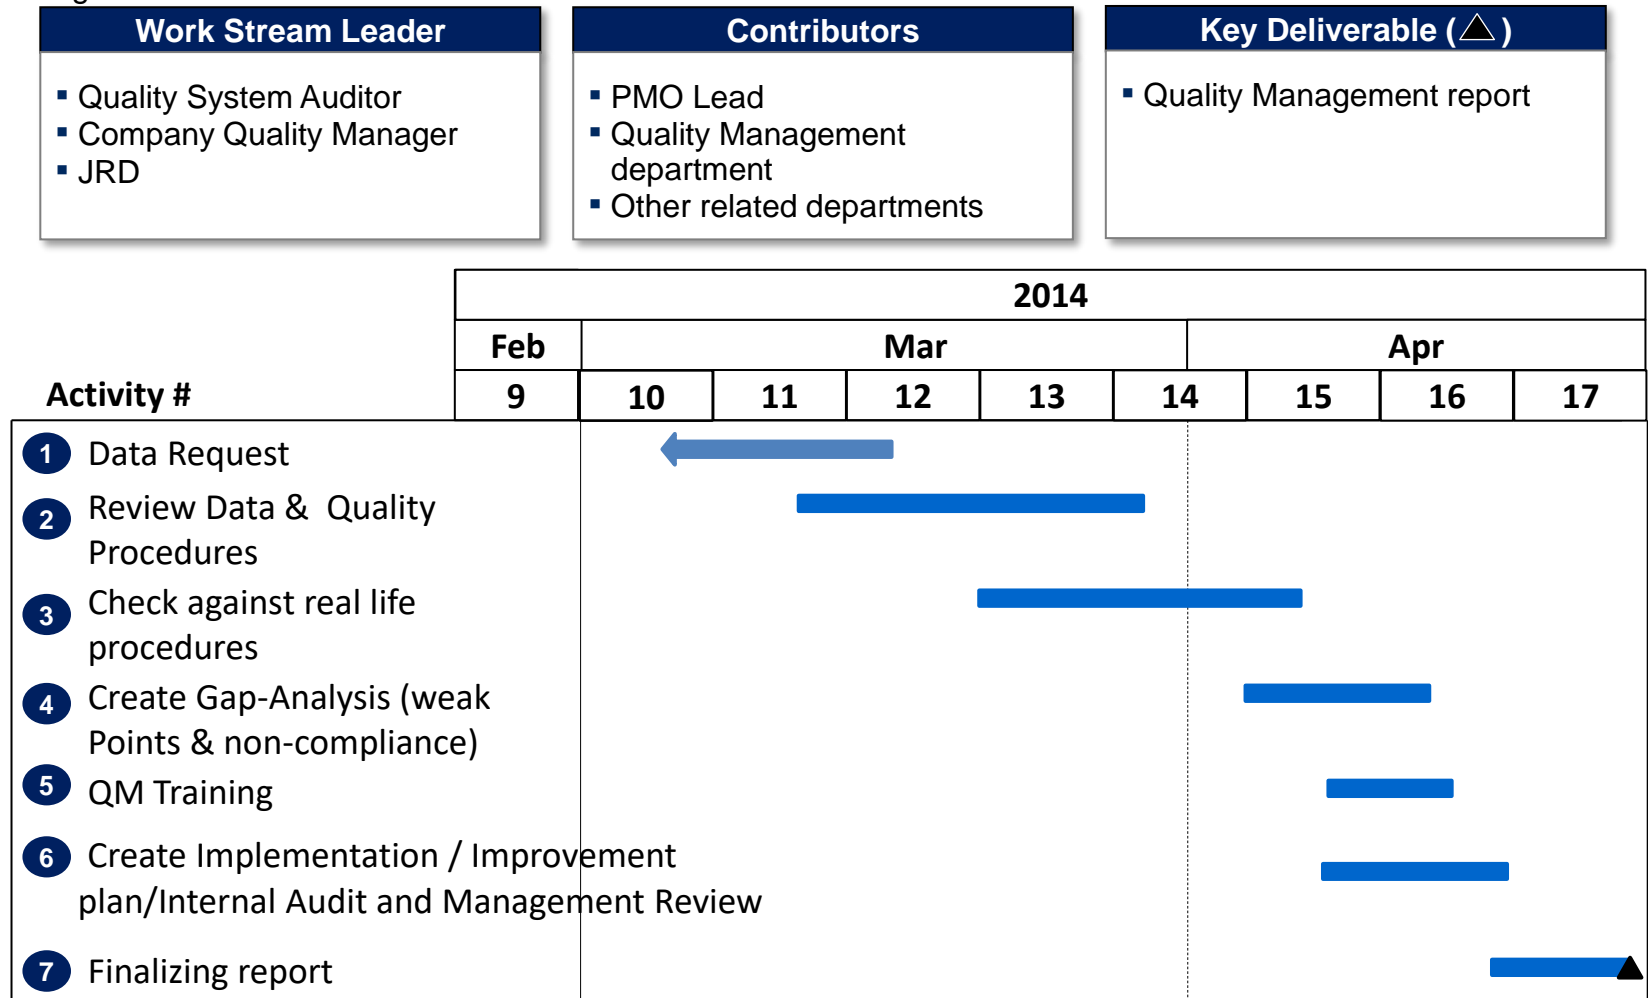 Work Stream Leader
▪ Quality System Auditor
▪ Company Quality Manager
▪ JRD
Contributors
▪ PMO Lead
▪ Quality Management
department
▪ Other related departments
Key Deliverable (▲)
▪ Quality Management report
2014
Feb Mar Apr
Activity # 9 10 11 12 13 14 15 16 17
1 Data Request
2 Review Data & Quality
Procedures
3 Check against real life
procedures
4 Create Gap-Analysis (weak
Points & non-compliance)
5 QM Training
6 Create Implementation / Improvement
plan/Internal Audit and Management Review
7 Finalizing report